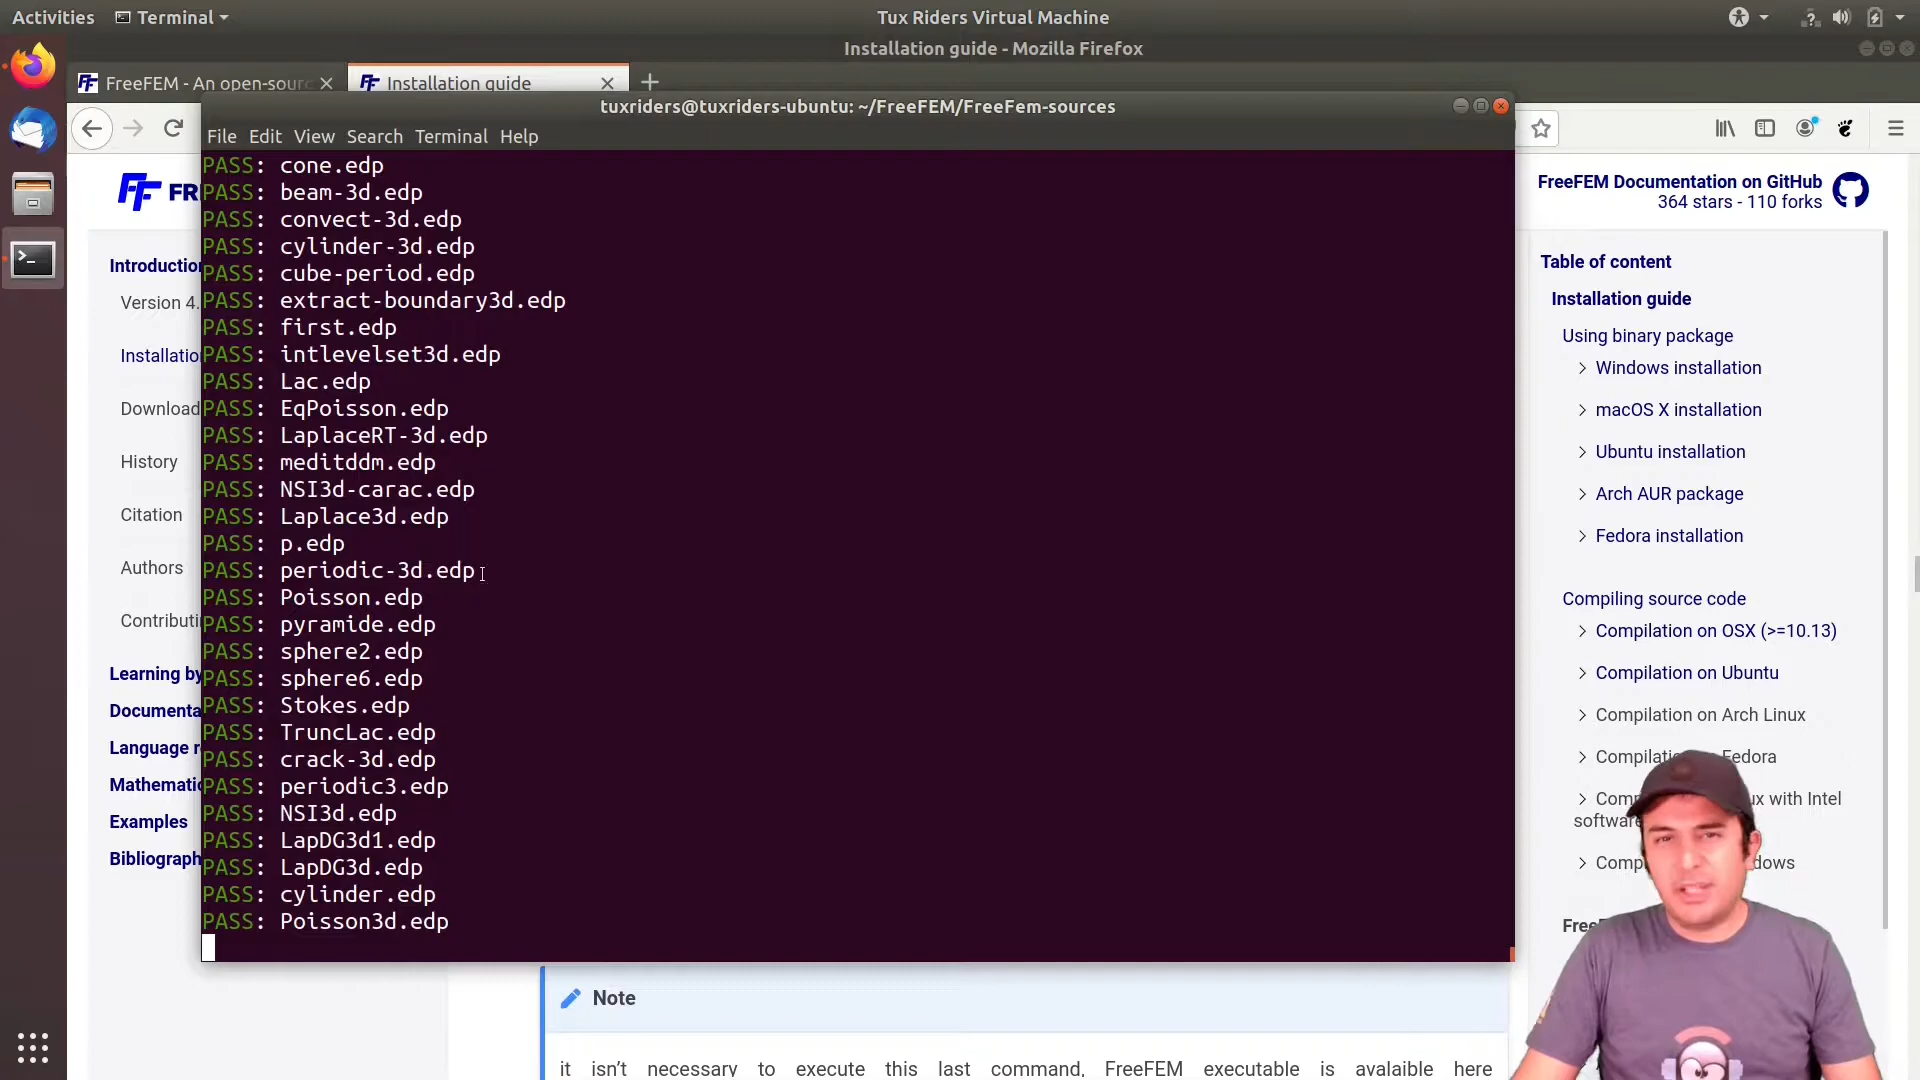 Activities
Terminal
Tux Riders Virtual Machine
Installation guide - Mozilla Firefox
FreeFEM - An open-sourc
Installation guide
tuxriders@tuxriders-ubuntu: ~/FreeFEM/FreeFem-sources
File Edit View Search Terminal Help
PASS: cone.edp
PASS: beam-3d.edp
PASS: convect-3d.edp
PASS: cylinder-3d.edp
PASS: cube-period.edp
PASS: extract-boundary3d.edp
PASS: first.edp
PASS: intlevelset3d.edp
PASS: Lac.edp
PASS: EqPoisson.edp
PASS: LaplaceRT-3d.edp
PASS: meditddm.edp
PASS: NSI3d-carac.edp
PASS: Laplace3d.edp
PASS: p.edp
PASS: periodic-3d.edp
PASS: Poisson.edp
PASS: pyramide.edp
PASS: sphere2.edp
PASS: sphere6.edp
PASS: Stokes.edp
PASS: TruncLac.edp
PASS: crack-3d.edp
PASS: periodic3.edp
PASS: NSI3d.edp
PASS: LapDG3d1.edp
PASS: LapDG3d.edp
PASS: cylinder.edp
PASS: Poisson3d.edp
FF FR
Introduction
Version 4.
Installatio
Download
History
Citation
Authors
Contributi
Learning by
Documenta
Language r
Mathematic
Examples
Bibliograph
FreeFEM Documentation on GitHub
364 stars - 110 forks
Table of content
Installation guide
Using binary package
> Windows installation
> macOS X installation
> Ubuntu installation
> Arch AUR package
> Fedora installation
Compiling source code
> Compilation on OSX (>=10.13)
> Compilation on Ubuntu
> Compilation on Arch Linux
> Compilati Fedora
> Com ux with Intel
software
> Comp dows
Free
Note
it isn't necessary to execute this last command, FreeFEM executable is avalaible here